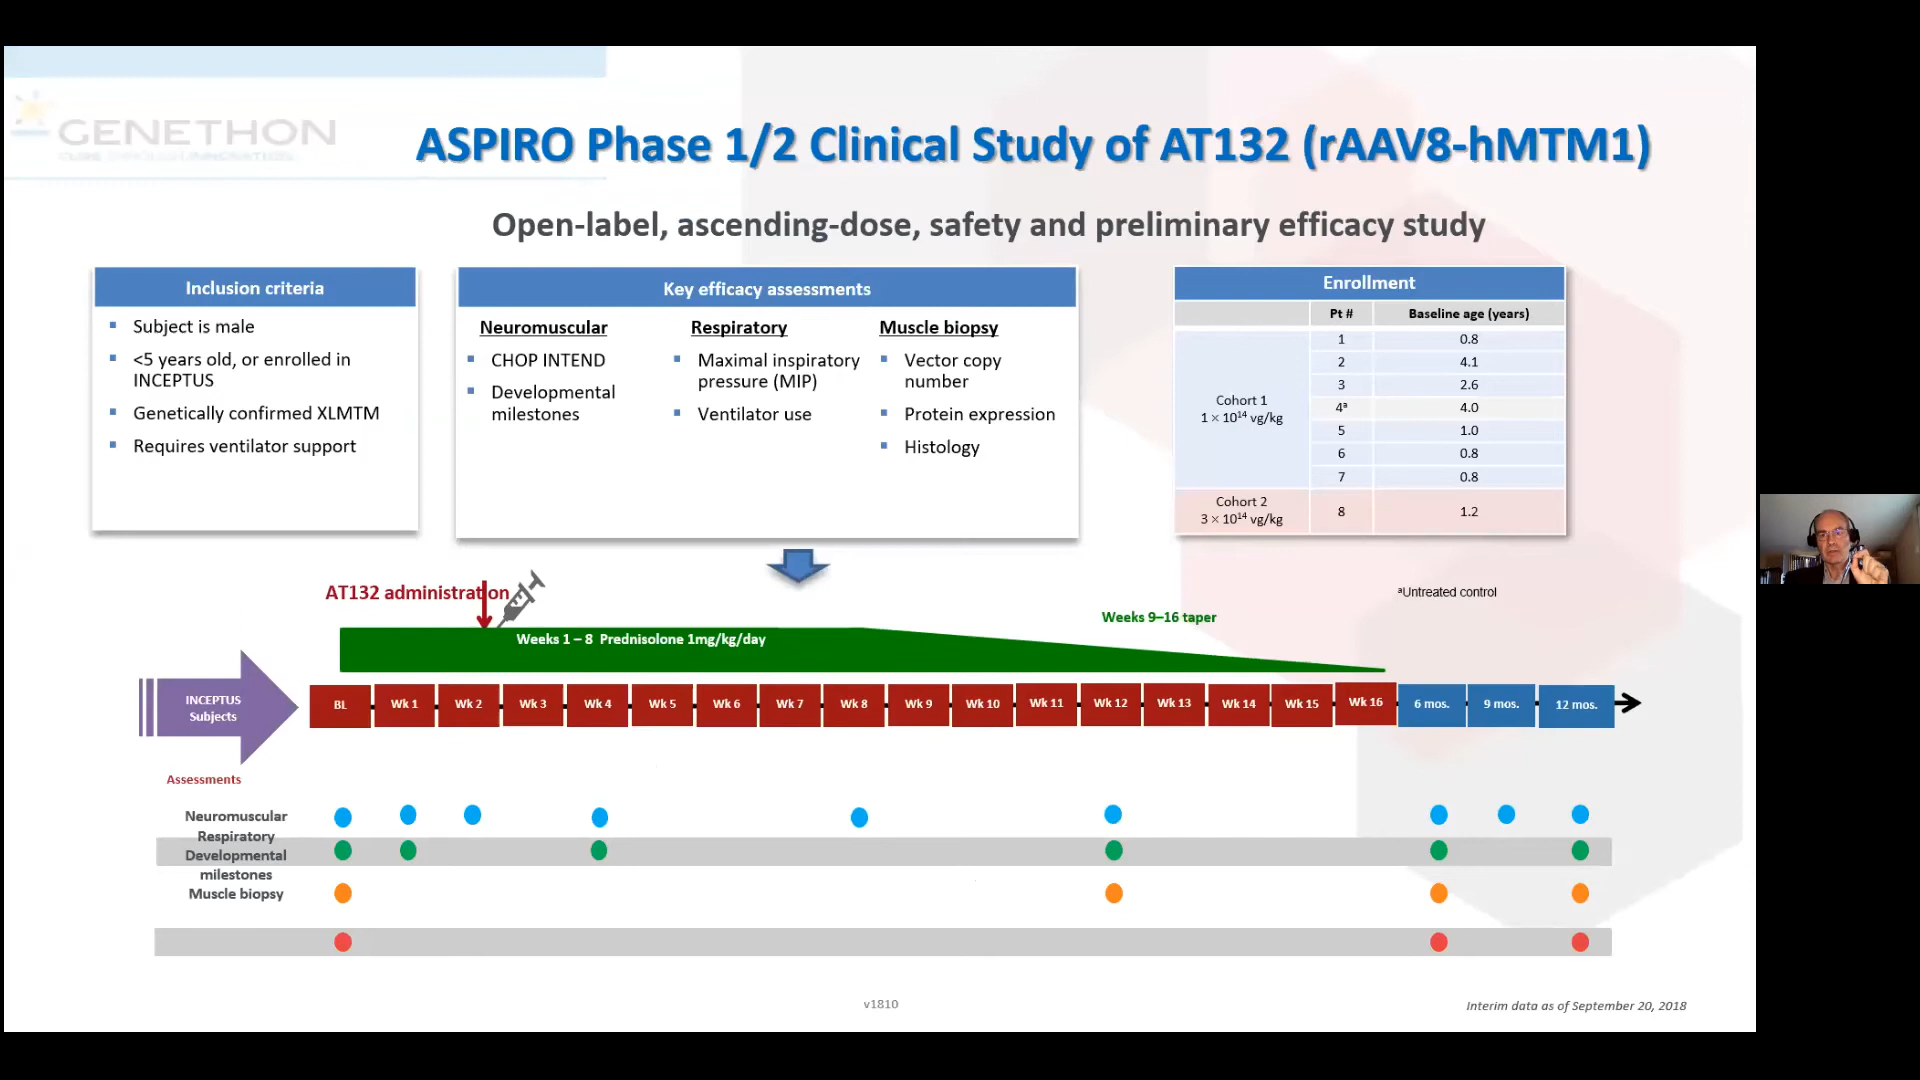 GENETHON
ASPIRO Phase 1/2 Clinical Study of AT132 (rAAV8-hMTM1)
Open-label, ascending-dose, safety and preliminary efficacy study
Inclusion criteria
Subject is male
<5 years old, or enrolled in
INCEPTUS
Genetically confirmed XLMTM
Requires ventilator support
Key efficacy assessments
Neuromuscular
CHOP INTEND
Developmental
milestones
Respiratory
Maximal inspiratory
pressure (MIP)
Ventilator use
Muscle biopsy
Vector copy
number
Protein expression
Histology
Enrollment
Pt # Baseline age (years)
Cohort 1
1 × 10¹⁴ vg/kg
1 0.8
2 4.1
3 2.6
4ª 4.0
5 1.0
6 0.8
7 0.8
Cohort 2
3 × 10¹⁴ vg/kg
8 1.2
ªUntreated control
AT132 administration
Weeks 1 – 8 Prednisolone 1mg/kg/day
Weeks 9–16 taper
INCEPTUS
Subjects
BL Wk 1 Wk 2 Wk 3 Wk 4 Wk 5 Wk 6 Wk 7 Wk 8 Wk 9 Wk 10 Wk 11 Wk 12 Wk 13 Wk 14 Wk 15 Wk 16 6 mos. 9 mos. 12 mos.
Assessments
Neuromuscular
Respiratory
Developmental
milestones
Muscle biopsy
v1810
Interim data as of September 20, 2018